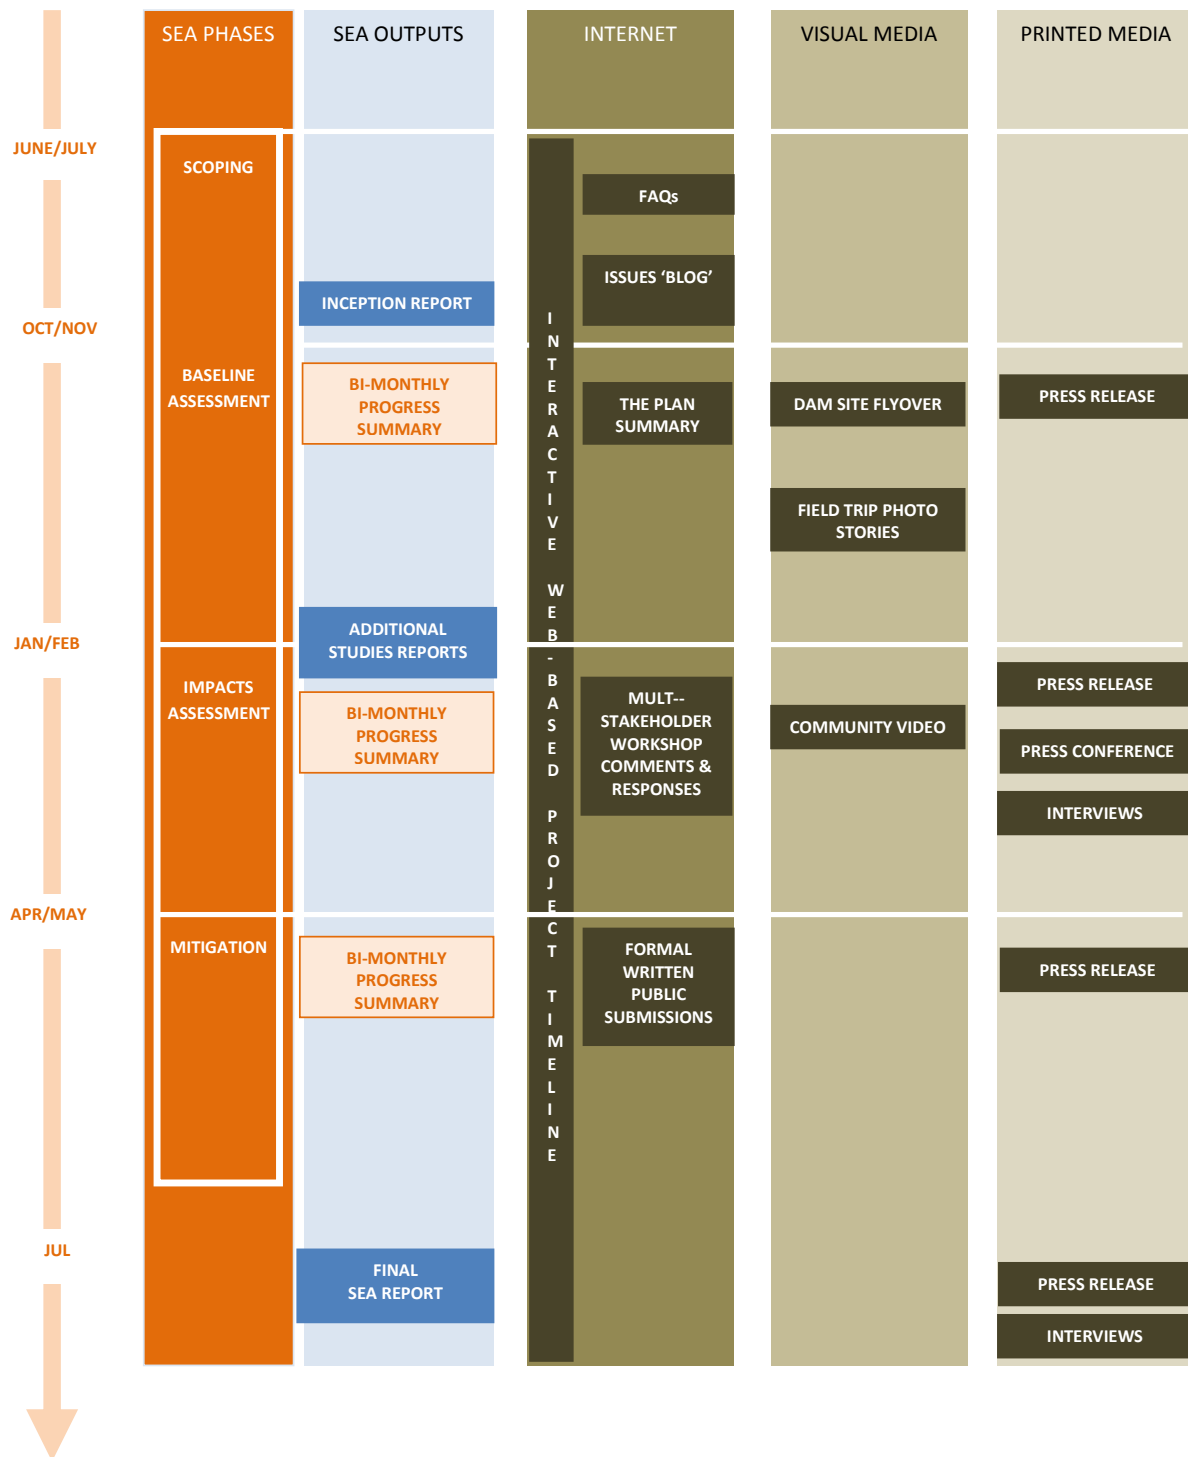 SEA PHASES
SEA OUTPUTS
INTERNET
VISUAL MEDIA
PRINTED MEDIA
JUNE/JULY
OCT/NOV
JAN/FEB
APR/MAY
JUL
SCOPING
BASELINE
ASSESSMENT
IMPACTS
ASSESSMENT
MITIGATION
INCEPTION REPORT
BI-MONTHLY
PROGRESS
SUMMARY
ADDITIONAL
STUDIES REPORTS
BI-MONTHLY
PROGRESS
SUMMARY
BI-MONTHLY
PROGRESS
SUMMARY
FINAL
SEA REPORT
INTERACTIVE WEB-BASED PROJECT TIMELINE
FAQs
ISSUES ‘BLOG’
THE PLAN
SUMMARY
MULT--
STAKEHOLDER
WORKSHOP
COMMENTS &
RESPONSES
FORMAL
WRITTEN
PUBLIC
SUBMISSIONS
DAM SITE FLYOVER
FIELD TRIP PHOTO
STORIES
COMMUNITY VIDEO
PRESS RELEASE
PRESS RELEASE
PRESS CONFERENCE
INTERVIEWS
PRESS RELEASE
PRESS RELEASE
INTERVIEWS